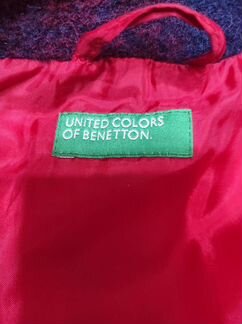 UNITED COLORS
OF BENETTON.